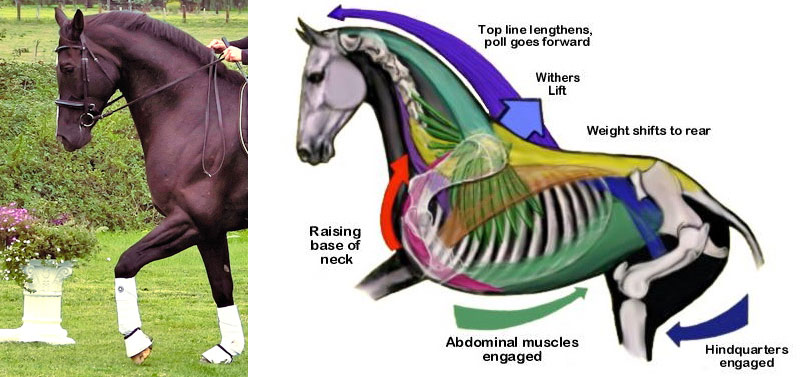 Top line lengthens,
poll goes forward
Withers
Lift
Weight shifts to rear
Raising
base of
neck
Abdominal muscles
engaged
Hindquarters
engaged